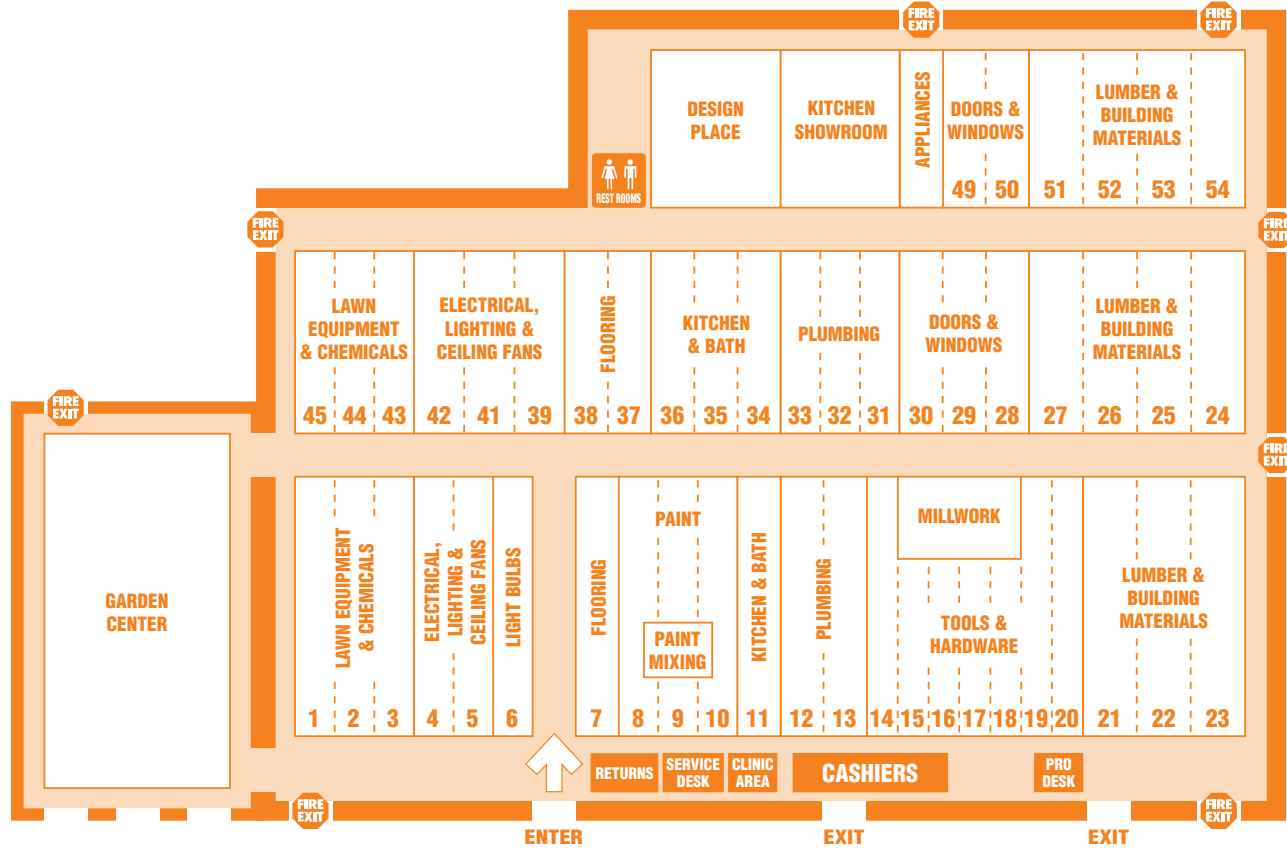 FIRE
EXIT
FIRE
EXIT
DESIGN
PLACE
KITCHEN
SHOWROOM
APPLIANCES
DOORS &
WINDOWS
LUMBER &
BUILDING
MATERIALS
REST ROOMS
49 50 51 52 53 54
FIRE
EXIT
FIRE
EXIT
LAWN
EQUIPMENT
& CHEMICALS
ELECTRICAL,
LIGHTING &
CEILING FANS
FLOORING
KITCHEN
& BATH
PLUMBING
DOORS &
WINDOWS
LUMBER &
BUILDING
MATERIALS
45 44 43 42 41 39 38 37 36 35 34 33 32 31 30 29 28 27 26 25 24
FIRE
EXIT
FIRE
EXIT
GARDEN
CENTER
LAWN EQUIPMENT
& CHEMICALS
ELECTRICAL,
LIGHTING &
CEILING FANS
LIGHT BULBS
FLOORING
PAINT
PAINT
MIXING
KITCHEN & BATH
PLUMBING
MILLWORK
TOOLS &
HARDWARE
LUMBER &
BUILDING
MATERIALS
1 2 3 4 5 6 7 8 9 10 11 12 13 14 15 16 17 18 19 20 21 22 23
RETURNS
SERVICE
DESK
CLINIC
AREA
CASHIERS
PRO
DESK
FIRE
EXIT
FIRE
EXIT
ENTER
EXIT
EXIT